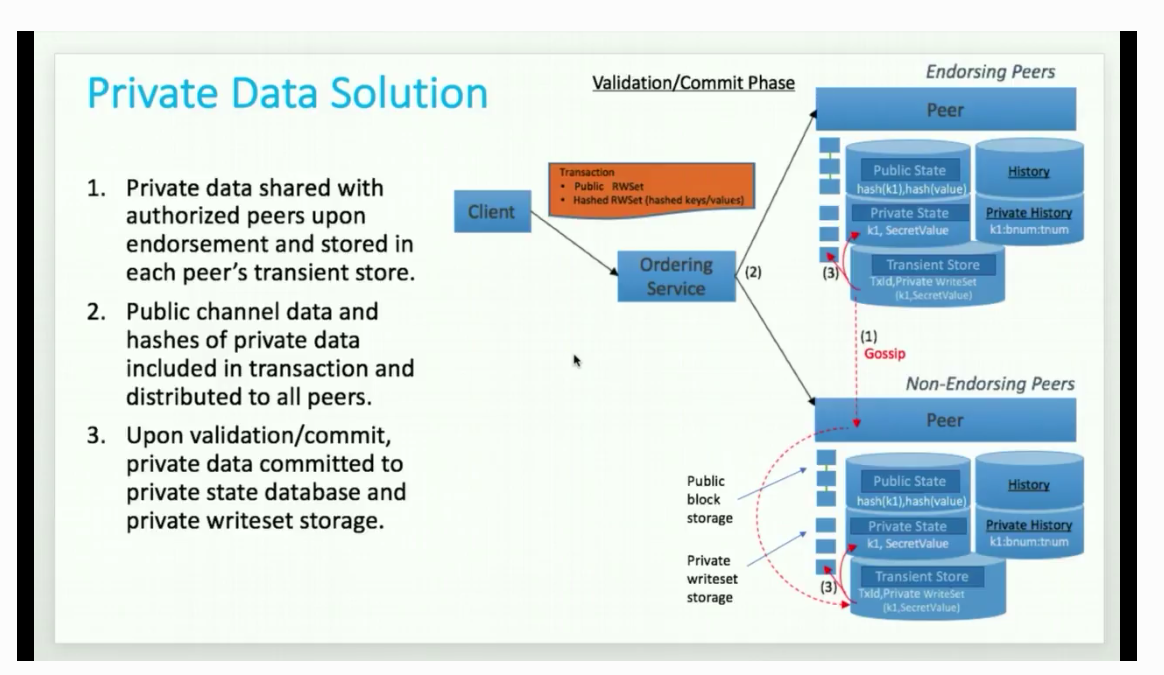 Private Data Solution
1. Private data shared with
authorized peers upon
endorsement and stored in
each peer's transient store.
2. Public channel data and
hashes of private data
included in transaction and
distributed to all peers.
3. Upon validation/commit,
private data committed to
private state database and
private writeset storage.
Validation/Commit Phase
Client
Transaction
• Public RWSet
• Hashed RWSet (hashed keys/values)
Ordering
Service
(2)
Endorsing Peers
Peer
Public State
hash(k1),hash(value)
History
Private State
k1, SecretValue
Private History
k1:bnum:tnum
(3)
Transient Store
TxId,Private WriteSet
(k1,SecretValue)
(1)
Gossip
Non-Endorsing Peers
Peer
Public
block
storage
Private
writeset
storage
Public State
hash(k1),hash(value)
History
Private State
k1, SecretValue
Private History
k1:bnum:tnum
(3)
Transient Store
TxId,Private WriteSet
(k1,SecretValue)